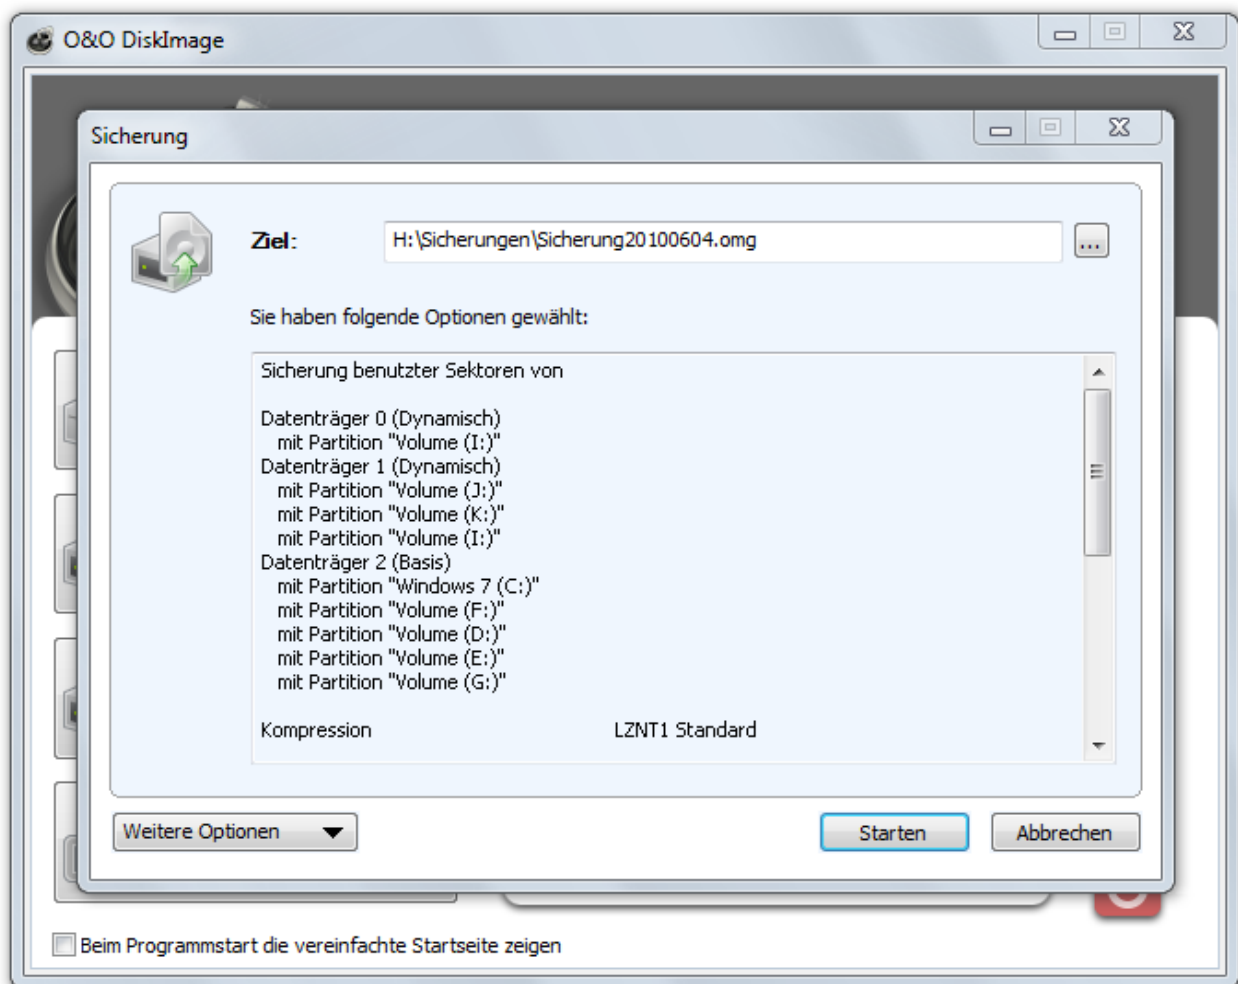 O&O DiskImage
Sicherung
Ziel: H:\Sicherungen\Sicherung20100604.omg ...
Sie haben folgende Optionen gewählt:
Sicherung benutzter Sektoren von
Datenträger 0 (Dynamisch)
mit Partition "Volume (I:)"
Datenträger 1 (Dynamisch)
mit Partition "Volume (J:)"
mit Partition "Volume (K:)"
mit Partition "Volume (I:)"
Datenträger 2 (Basis)
mit Partition "Windows 7 (C:)"
mit Partition "Volume (F:)"
mit Partition "Volume (D:)"
mit Partition "Volume (E:)"
mit Partition "Volume (G:)"
Kompression LZNT1 Standard
Weitere Optionen Starten Abbrechen
Beim Programmstart die vereinfachte Startseite zeigen